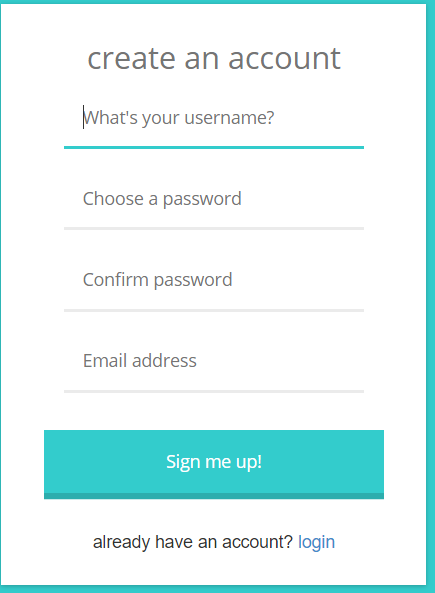 create an account
What's your username?
Choose a password
Confirm password
Email address
Sign me up!
already have an account? login